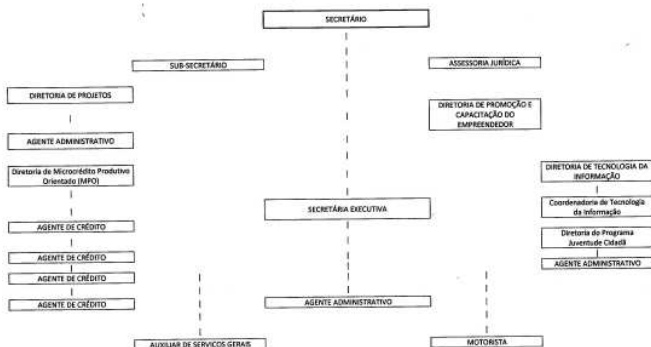 SECRETÁRIO
SUB-SECRETÁRIO
ASSESSORIA JURÍDICA
DIRETORIA DE PROJETOS
DIRETORIA DE PROMOÇÃO E
CAPACITAÇÃO DO
EMPREENDEDOR
AGENTE ADMINISTRATIVO
Diretoria de Microcrédito Produtivo
Orientado (MPO)
DIRETORIA DE TECNOLOGIA DA
INFORMAÇÃO
SECRETÁRIA EXECUTIVA
Coordenadoria de Tecnologia
da Informação
AGENTE DE CRÉDITO
Diretoria do Programa
Juventude Cidadã
AGENTE DE CRÉDITO
AGENTE ADMINISTRATIVO
AGENTE DE CRÉDITO
AGENTE DE CRÉDITO
AGENTE ADMINISTRATIVO
AUXILIAR DE SERVIÇOS GERAIS
MOTORISTA